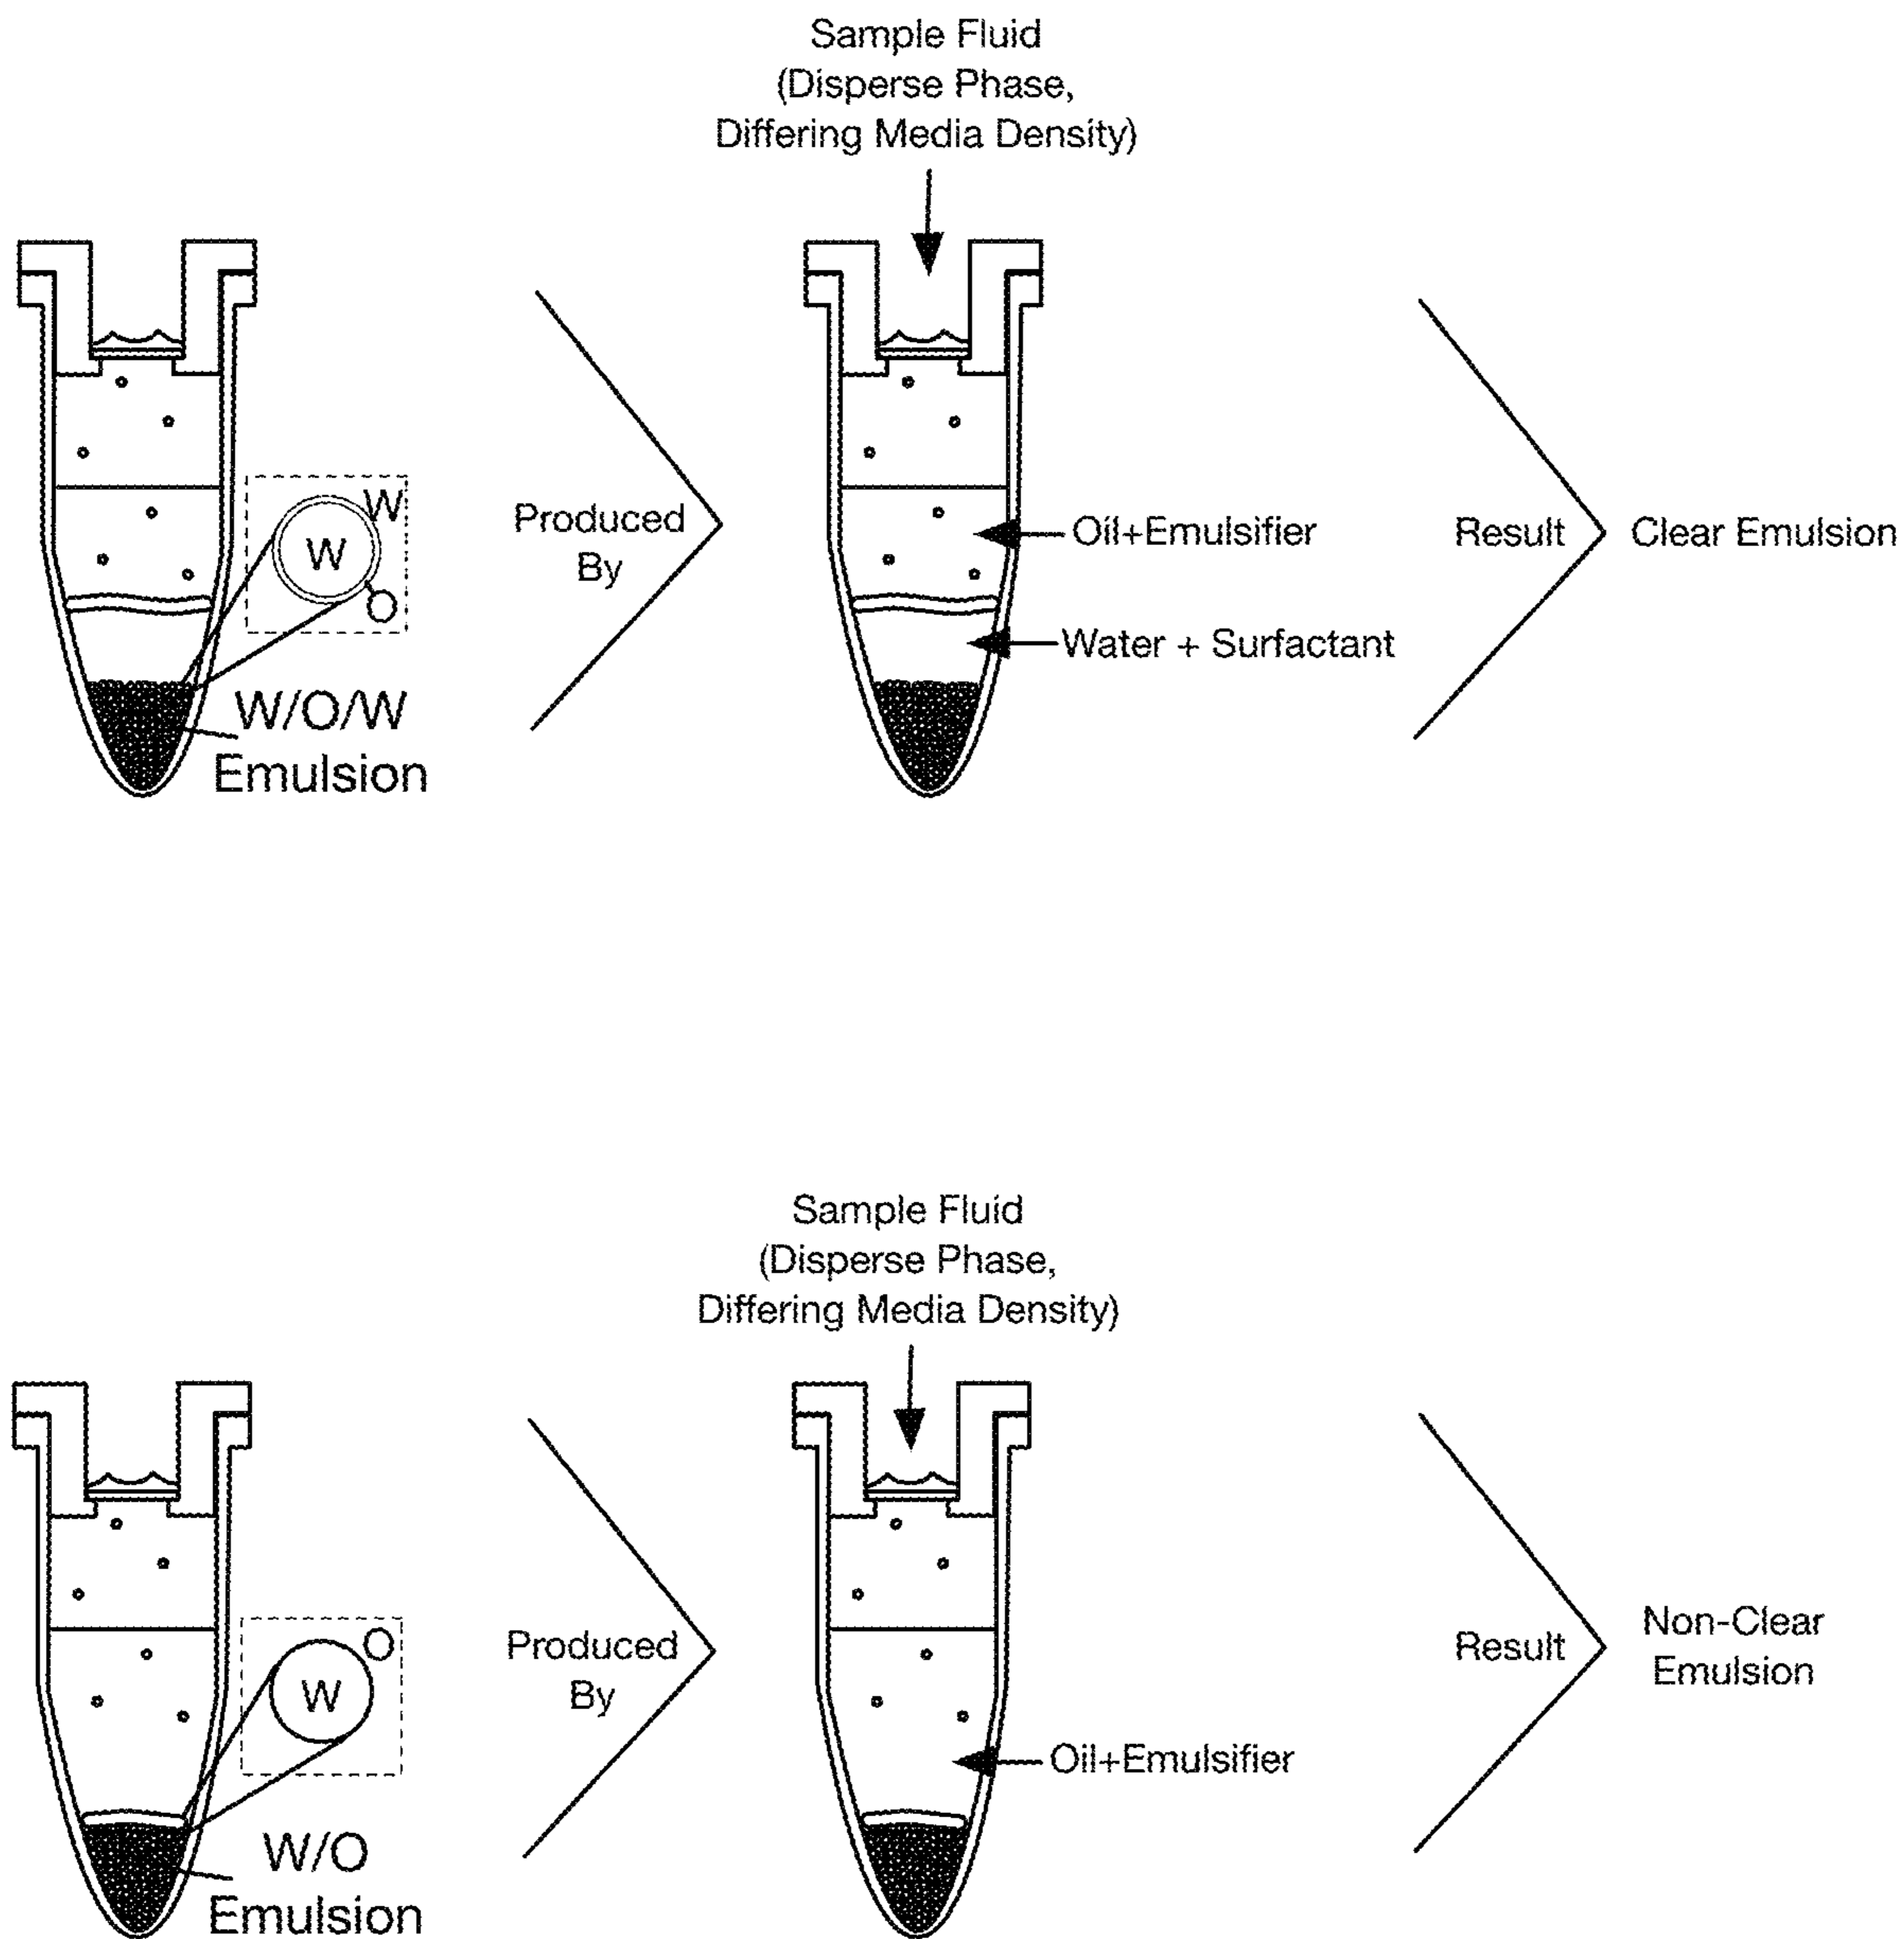 Sample Fluid
(Disperse Phase,
Differing Media Density)
W
W
O
W/O/W
Emulsion
Produced
By
Oil+Emulsifier
Water + Surfactant
Result
Clear Emulsion
Sample Fluid
(Disperse Phase,
Differing Media Density)
O
W
W/O
Emulsion
Produced
By
Oil+Emulsifier
Result
Non-Clear
Emulsion